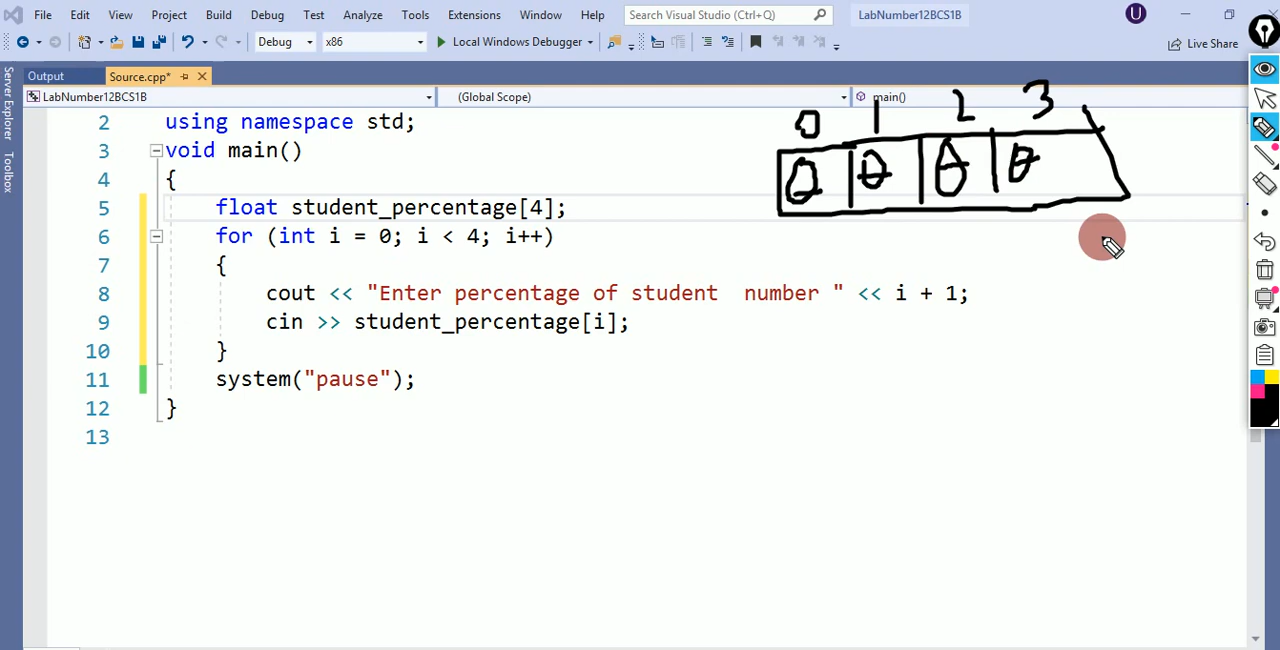 File Edit View Project Build Debug Test Analyze Tools Extensions Window Help Search Visual Studio (Ctrl+Q) LabNumber12BCS1B U
Debug x86 Local Windows Debugger Live Share
Output Source.cpp*
LabNumber12BCS1B (Global Scope) main()
Server Explorer
Toolbox
0 1 2 3
2 using namespace std;
3 void main()
4 {
5 float student_percentage[4];
6 for (int i = 0; i < 4; i++)
7 {
8 cout << "Enter percentage of student  number " << i + 1;
9 cin >> student_percentage[i];
10 }
11 system("pause");
12 }
13